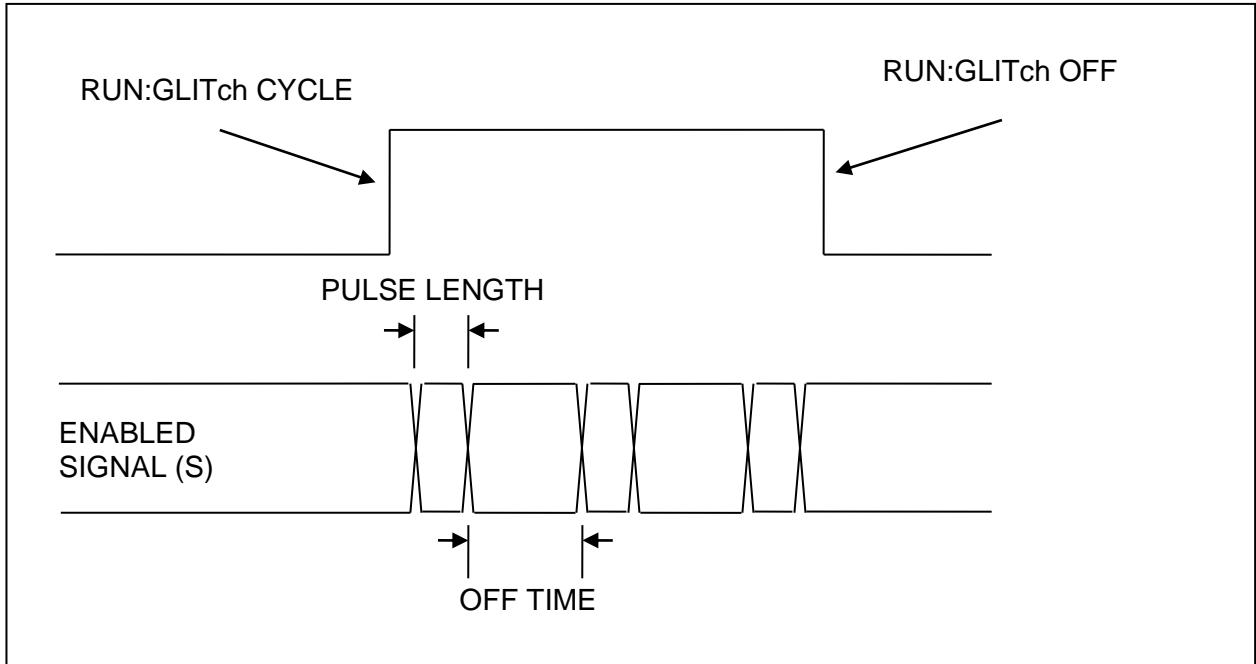 RUN:GLITch CYCLE
RUN:GLITch OFF
PULSE LENGTH
ENABLED
SIGNAL (S)
OFF TIME